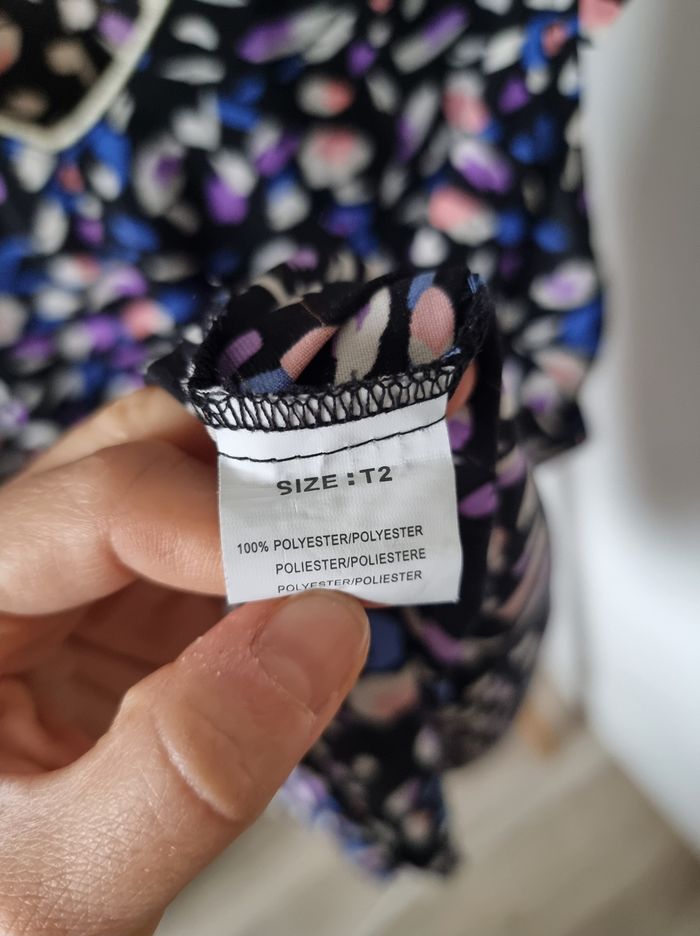 SIZE : T2
100% POLYESTER/POLYESTER
POLIESTER/POLIESTERE
POLYESTER/POLIESTER